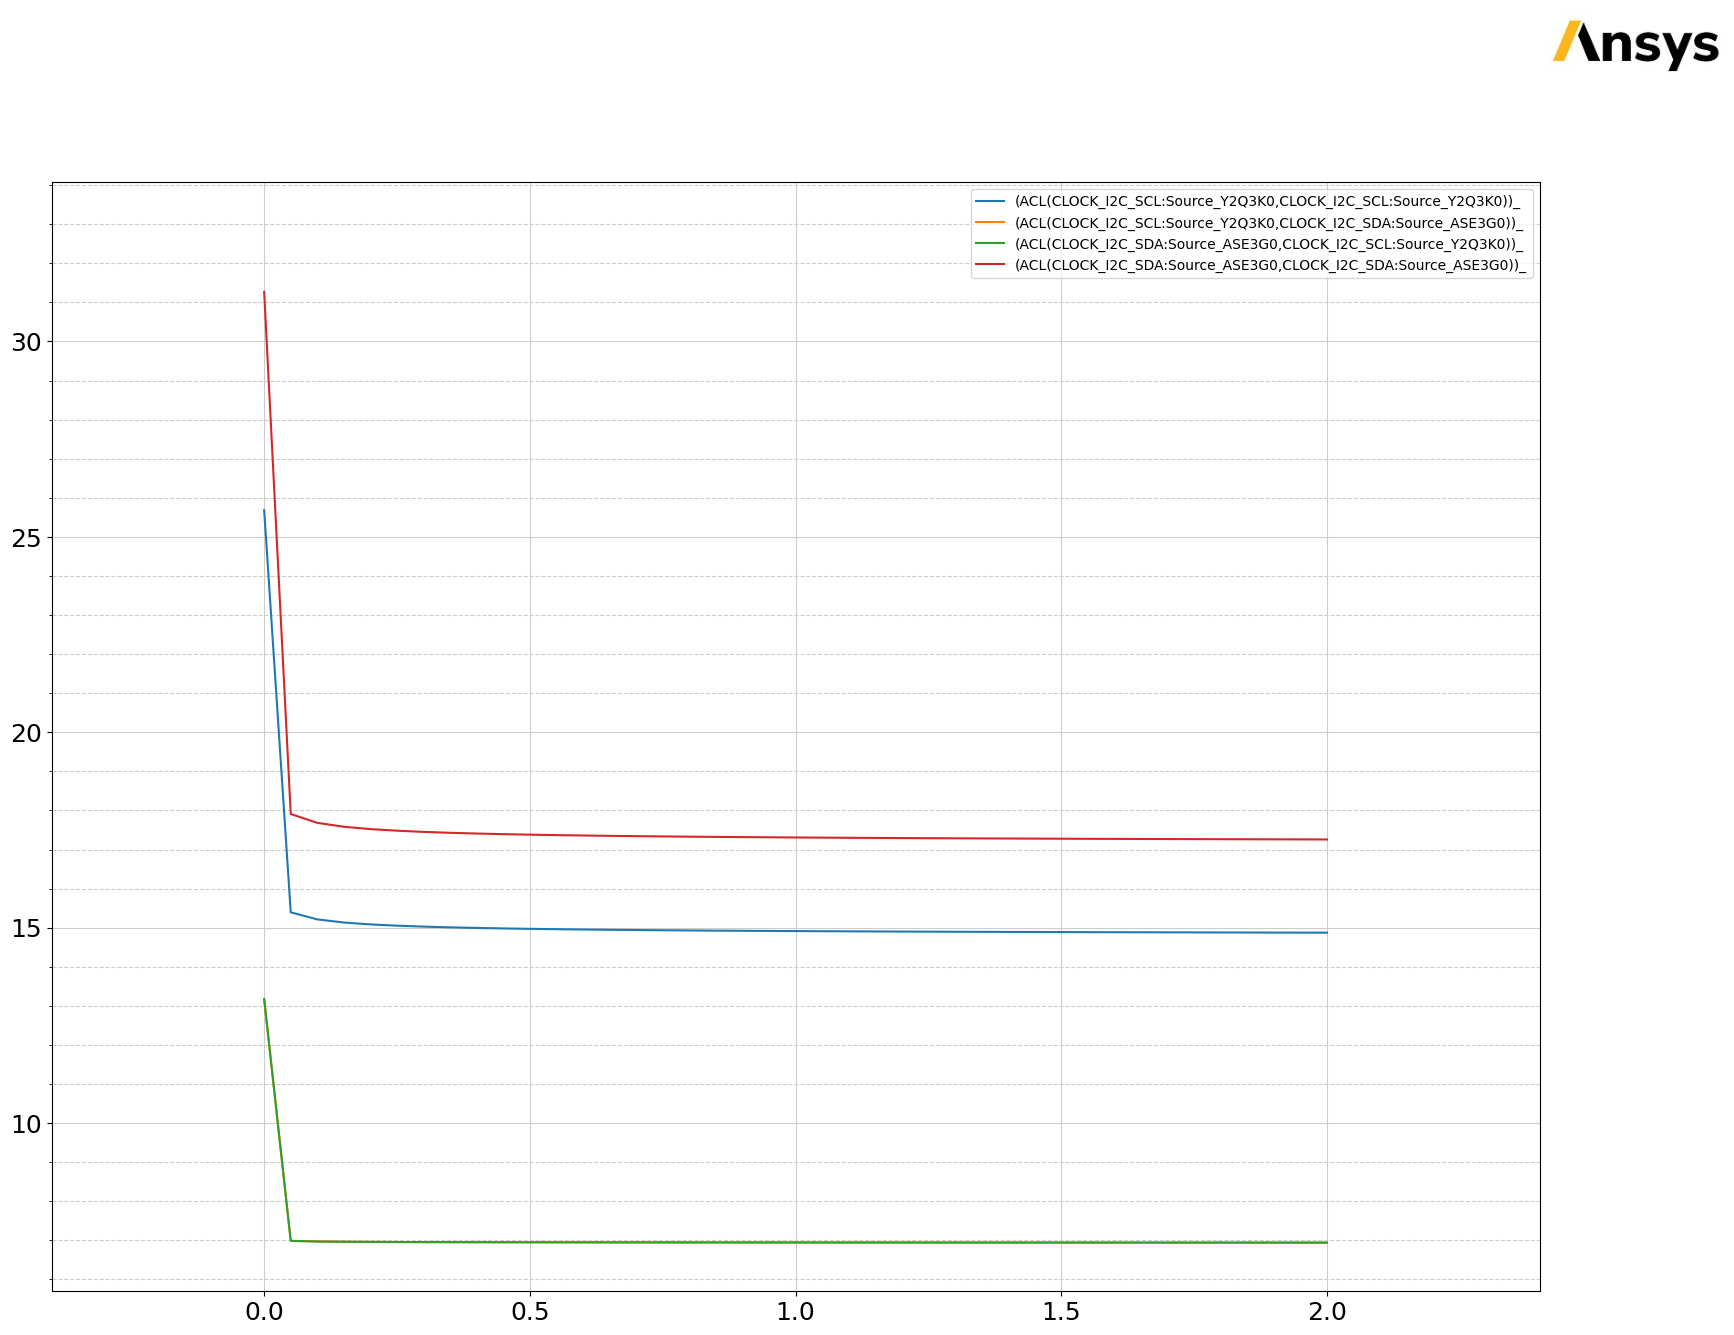 Ansys
(ACL(CLOCK_I2C_SCL:Source_Y2Q3K0,CLOCK_I2C_SCL:Source_Y2Q3K0))_
(ACL(CLOCK_I2C_SCL:Source_Y2Q3K0,CLOCK_I2C_SDA:Source_ASE3G0))_
(ACL(CLOCK_I2C_SDA:Source_ASE3G0,CLOCK_I2C_SCL:Source_Y2Q3K0))_
(ACL(CLOCK_I2C_SDA:Source_ASE3G0,CLOCK_I2C_SDA:Source_ASE3G0))_
30
25
20
15
10
0.0 0.5 1.0 1.5 2.0